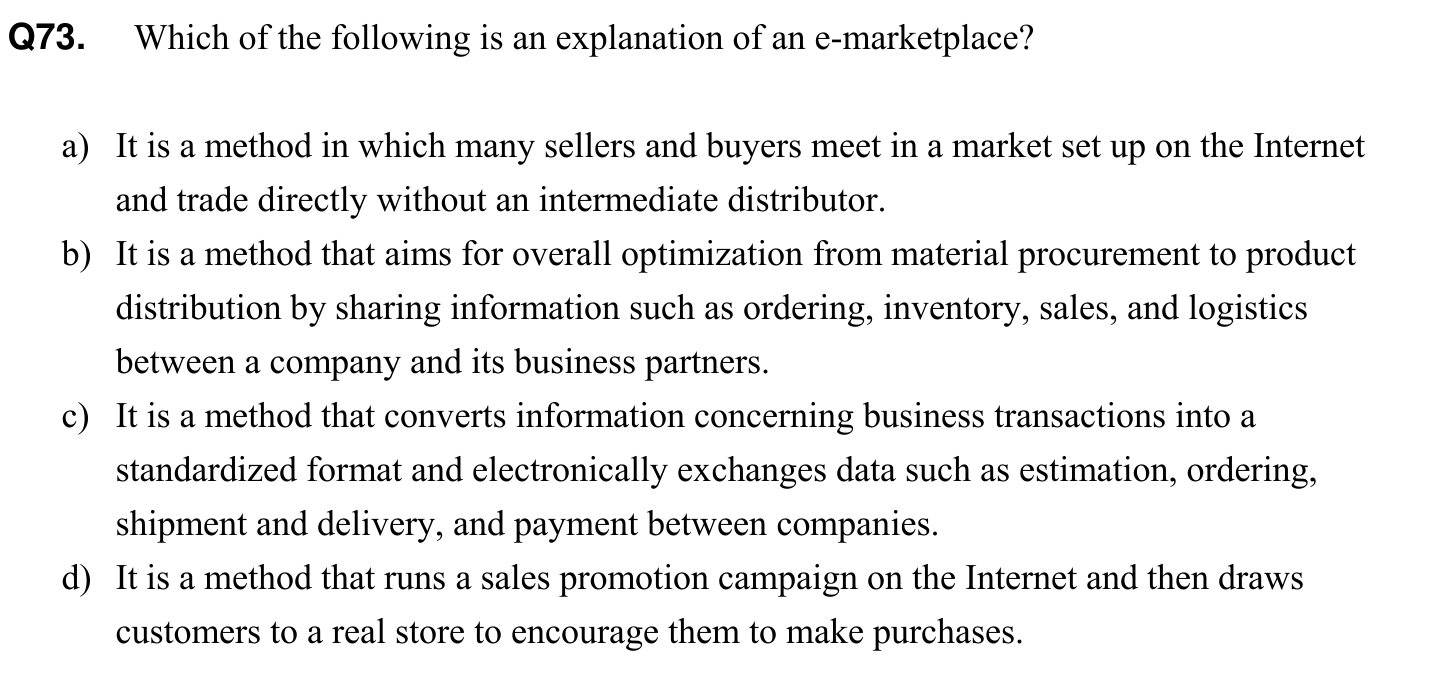 Q73. Which of the following is an explanation of an e-marketplace?
a) It is a method in which many sellers and buyers meet in a market set up on the Internet
and trade directly without an intermediate distributor.
b) It is a method that aims for overall optimization from material procurement to product
distribution by sharing information such as ordering, inventory, sales, and logistics
between a company and its business partners.
c) It is a method that converts information concerning business transactions into a
standardized format and electronically exchanges data such as estimation, ordering,
shipment and delivery, and payment between companies.
d) It is a method that runs a sales promotion campaign on the Internet and then draws
customers to a real store to encourage them to make purchases.